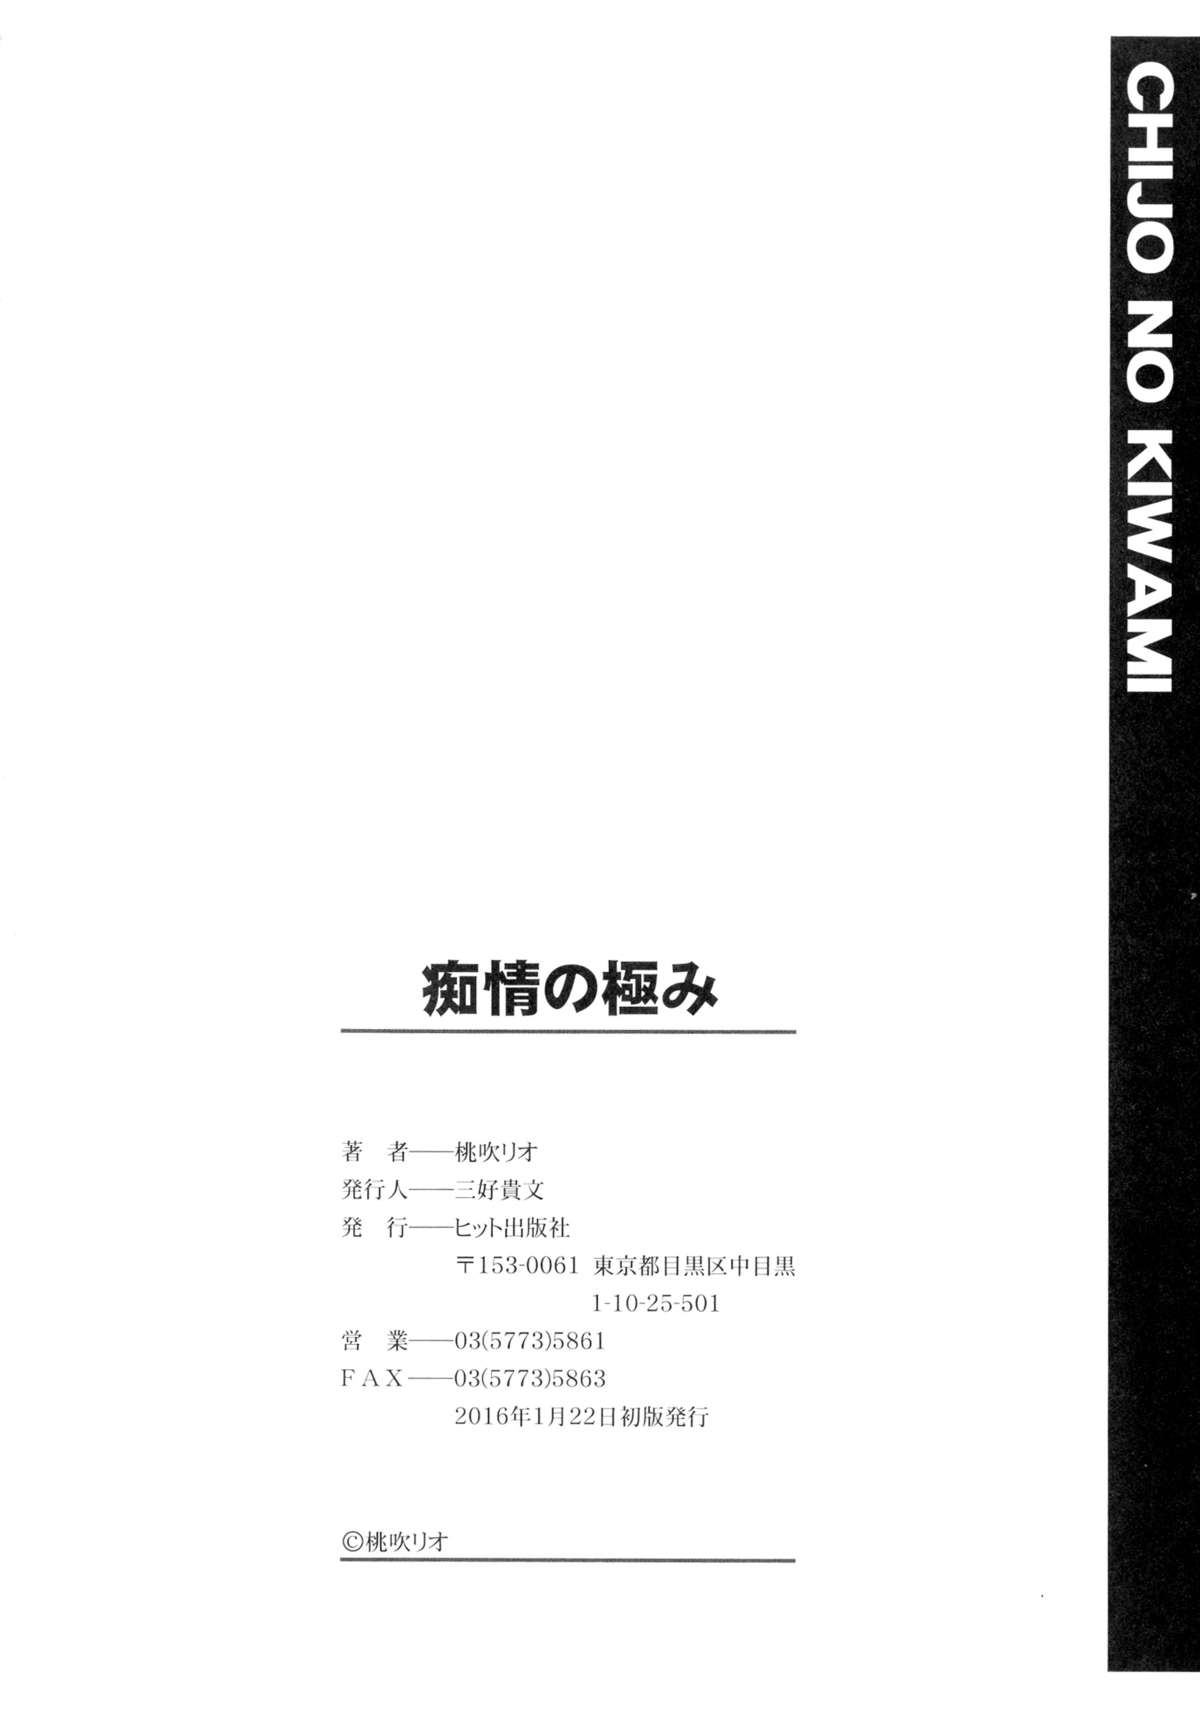 CHIJO NO KIWAMI
痴情の極み
著　者――桃吹リオ
発行人――三好貴文
発　行――ヒット出版社
〒153-0061 東京都目黒区中目黒
1-10-25-501
営　業――03(5773)5861
ＦＡＸ――03(5773)5863
2016年1月22日初版発行
©桃吹リオ